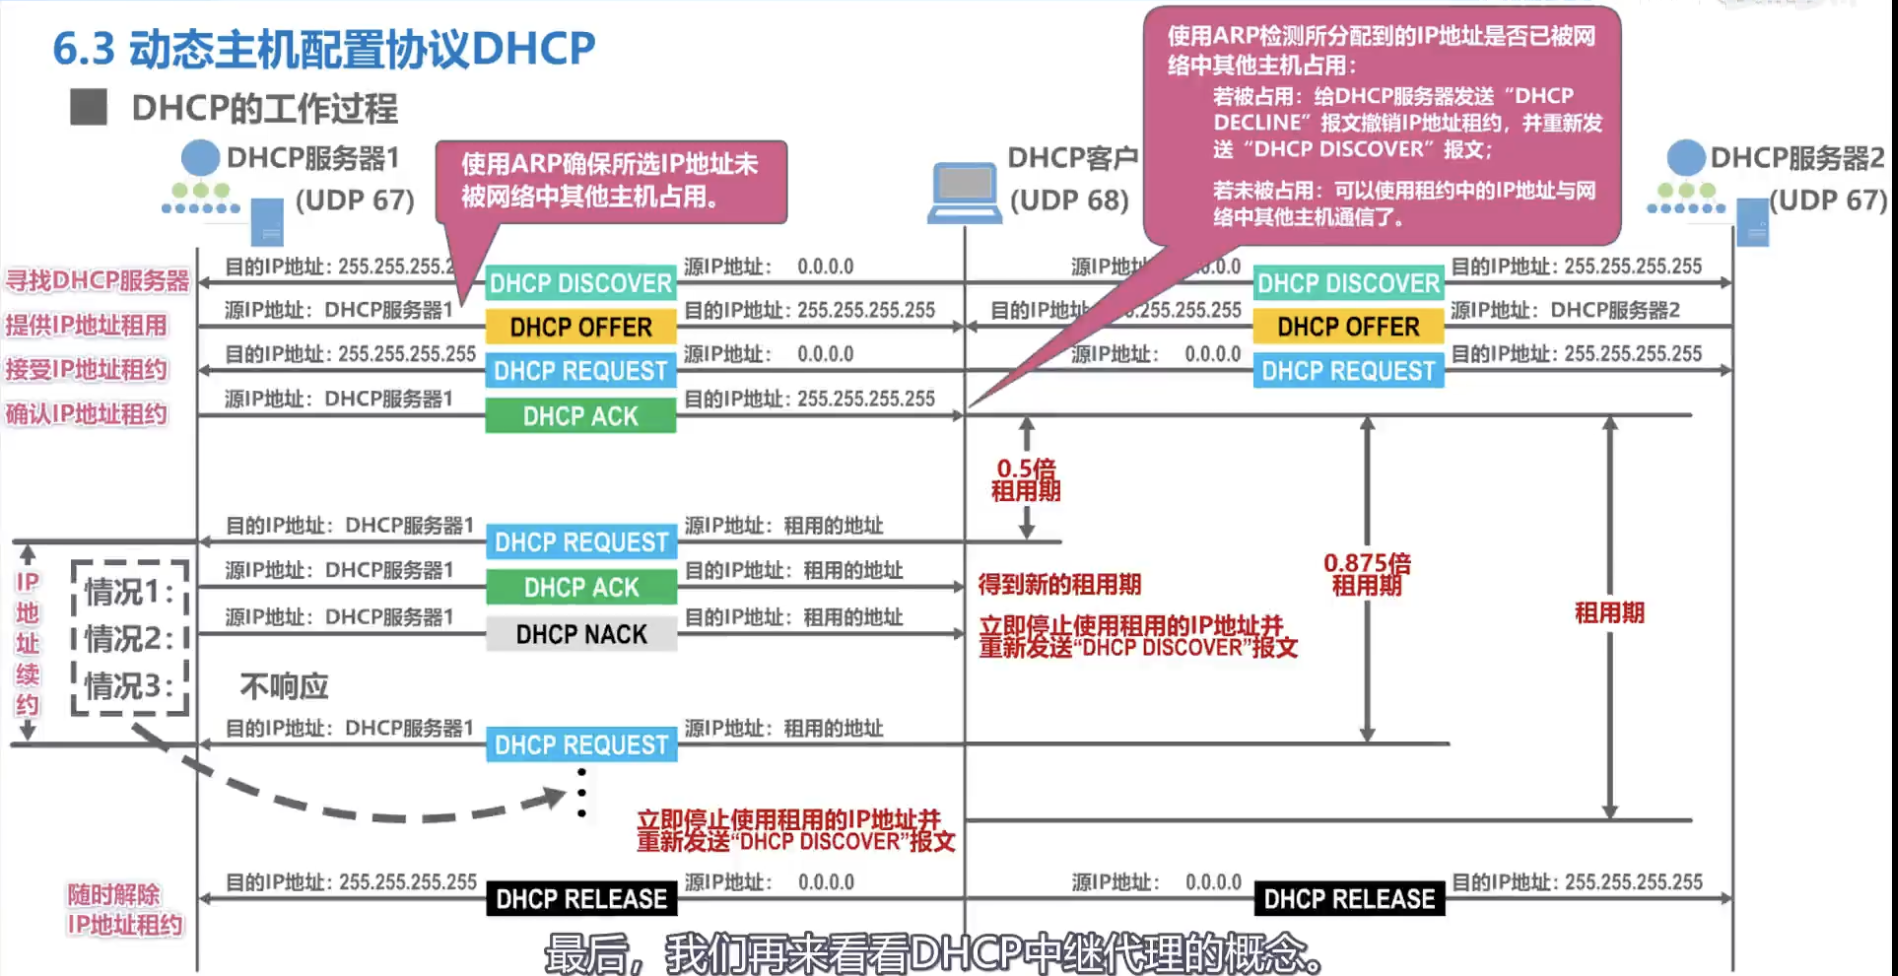 6.3 动态主机配置协议DHCP
DHCP的工作过程
使用ARP检测所分配到的IP地址是否已被网
络中其他主机占用：
若被占用：给DHCP服务器发送“DHCP
DECLINE”报文撤销IP地址租约，并重新发
送“DHCP DISCOVER”报文；
若未被占用：可以使用租约中的IP地址与网
络中其他主机通信了。
DHCP服务器1
(UDP 67)
使用ARP确保所选IP地址未
被网络中其他主机占用。
DHCP客户
(UDP 68)
DHCP服务器2
(UDP 67)
寻找DHCP服务器
目的IP地址：255.255.255.2
DHCP DISCOVER
源IP地址： 0.0.0.0
源IP地址 .0.0
DHCP DISCOVER
目的IP地址：255.255.255.255
提供IP地址租用
源IP地址：DHCP服务器1
DHCP OFFER
目的IP地址：255.255.255.255
目的IP地址 255.255.255
DHCP OFFER
源IP地址：DHCP服务器2
接受IP地址租约
目的IP地址：255.255.255.255
DHCP REQUEST
源IP地址： 0.0.0.0
源IP地址： 0.0.0.0
DHCP REQUEST
目的IP地址：255.255.255.255
确认IP地址租约
源IP地址：DHCP服务器1
DHCP ACK
目的IP地址：255.255.255.255
0.5倍
租用期
0.875倍
租用期
租用期
IP地址续约
目的IP地址：DHCP服务器1
DHCP REQUEST
源IP地址：租用的地址
情况1：
源IP地址：DHCP服务器1
DHCP ACK
目的IP地址：租用的地址
得到新的租用期
情况2：
源IP地址：DHCP服务器1
DHCP NACK
目的IP地址：租用的地址
立即停止使用租用的IP地址并
重新发送“DHCP DISCOVER”报文
情况3：
不响应
目的IP地址：DHCP服务器1
DHCP REQUEST
源IP地址：租用的地址
立即停止使用租用的IP地址并
重新发送“DHCP DISCOVER”报文
随时解除
IP地址租约
目的IP地址：255.255.255.255
DHCP RELEASE
源IP地址： 0.0.0.0
源IP地址： 0.0.0.0
DHCP RELEASE
目的IP地址：255.255.255.255
最后，我们再来看看DHCP中继代理的概念。